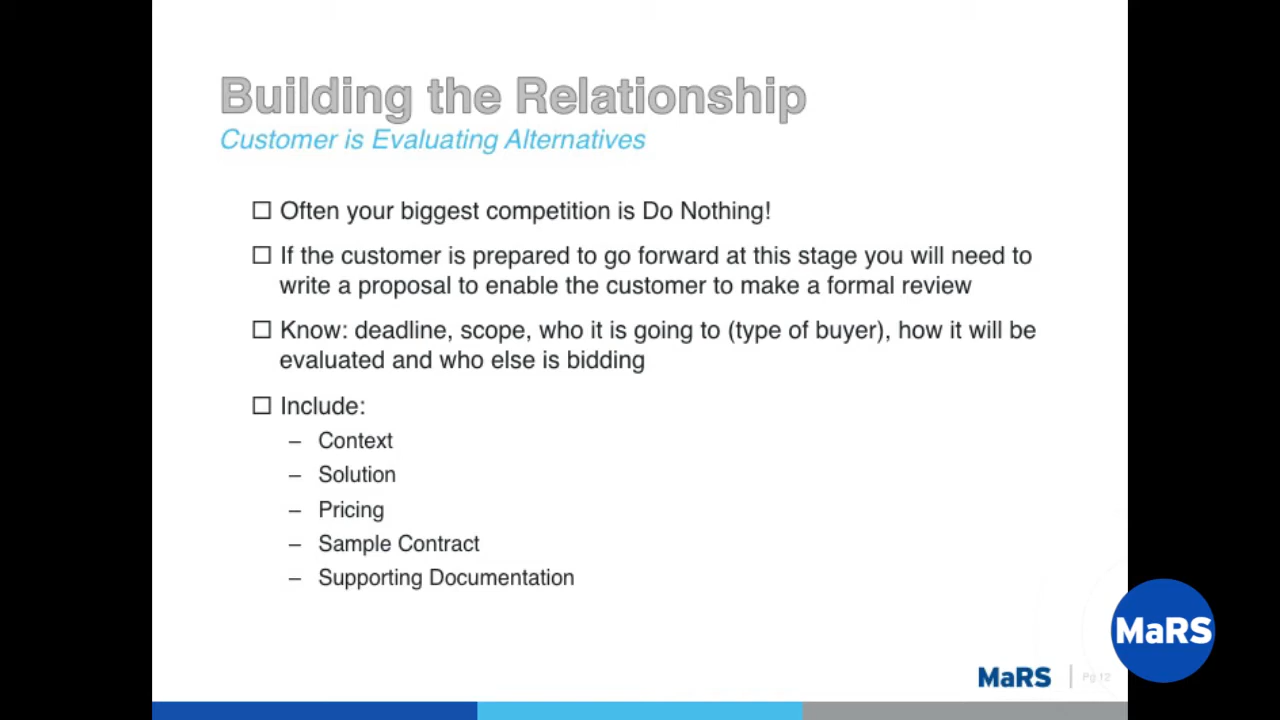 Building the Relationship
Customer is Evaluating Alternatives
☐ Often your biggest competition is Do Nothing!
☐ If the customer is prepared to go forward at this stage you will need to
write a proposal to enable the customer to make a formal review
☐ Know: deadline, scope, who it is going to (type of buyer), how it will be
evaluated and who else is bidding
☐ Include:
– Context
– Solution
– Pricing
– Sample Contract
– Supporting Documentation
MaRS
MaRS | Pg 12